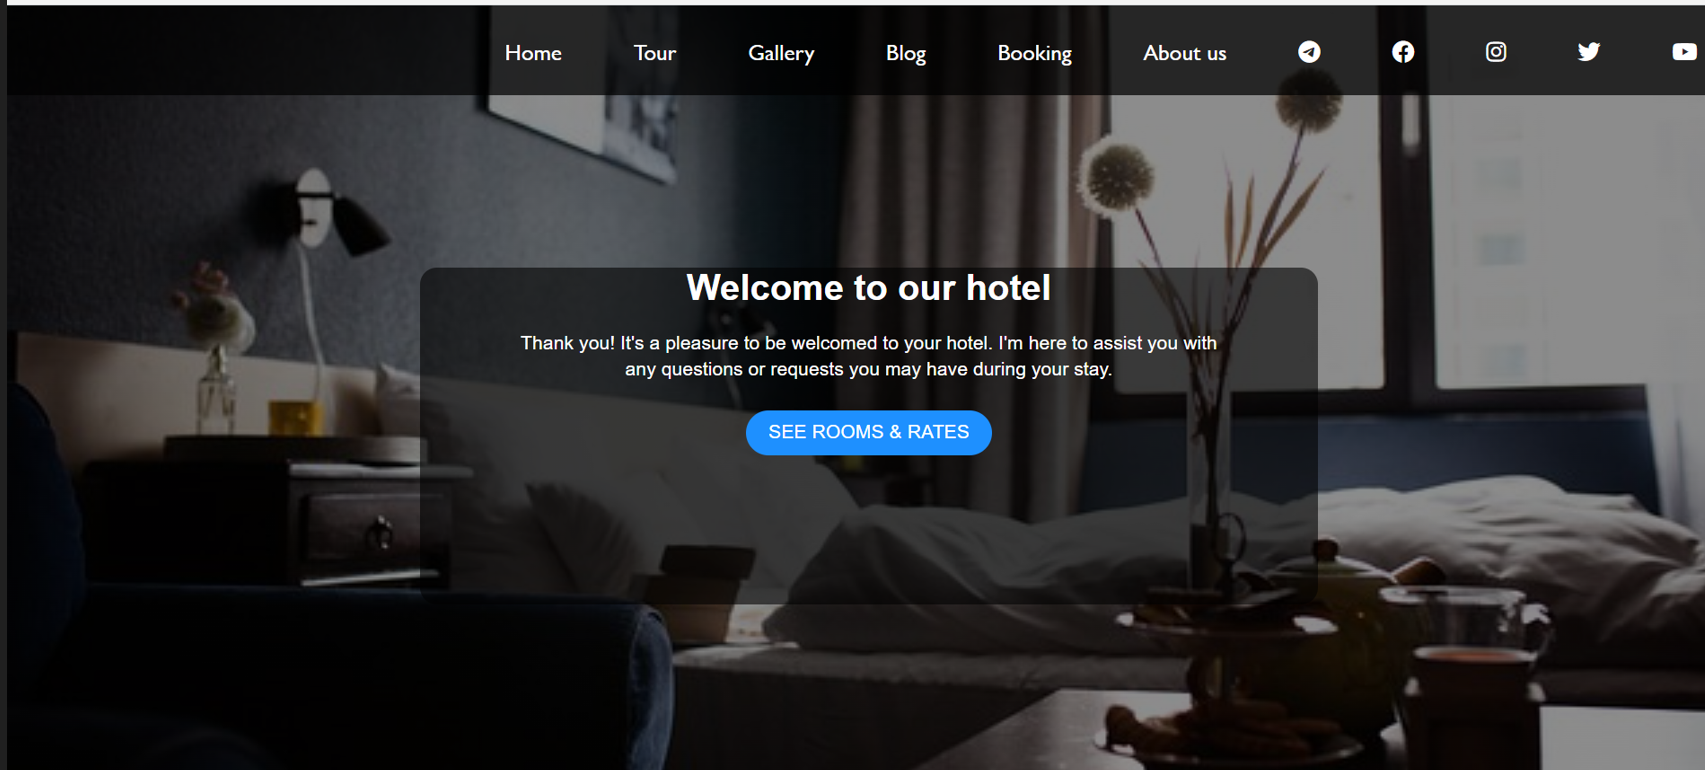 Home Tour Gallery Blog Booking About us
Welcome to our hotel
Thank you! It's a pleasure to be welcomed to your hotel. I'm here to assist you with
any questions or requests you may have during your stay.
SEE ROOMS & RATES